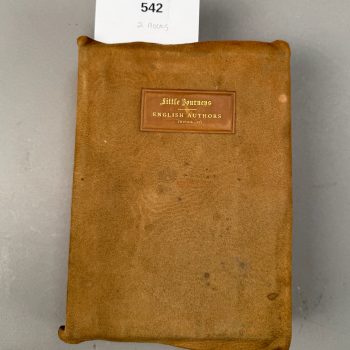 542
2 Books
Little Journeys
ENGLISH AUTHORS